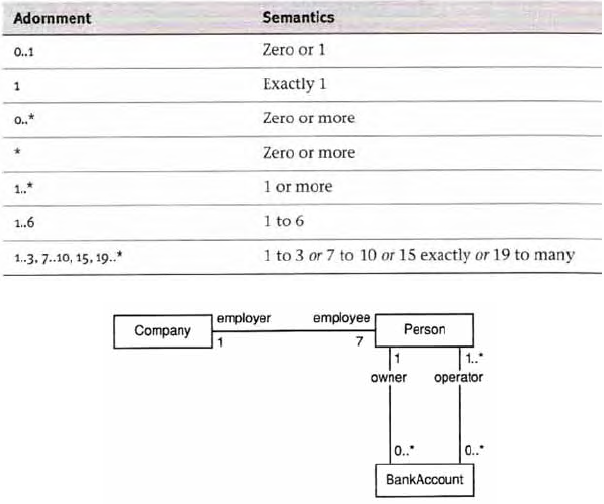 Adornment Semantics
0..1 Zero or 1
1 Exactly 1
0..* Zero or more
* Zero or more
1..* 1 or more
1..6 1 to 6
1..3, 7..10, 15, 19..* 1 to 3 or 7 to 10 or 15 exactly or 19 to many
employer employee
Company Person
1 7
1 1..*
owner operator
0..* 0..*
BankAccount